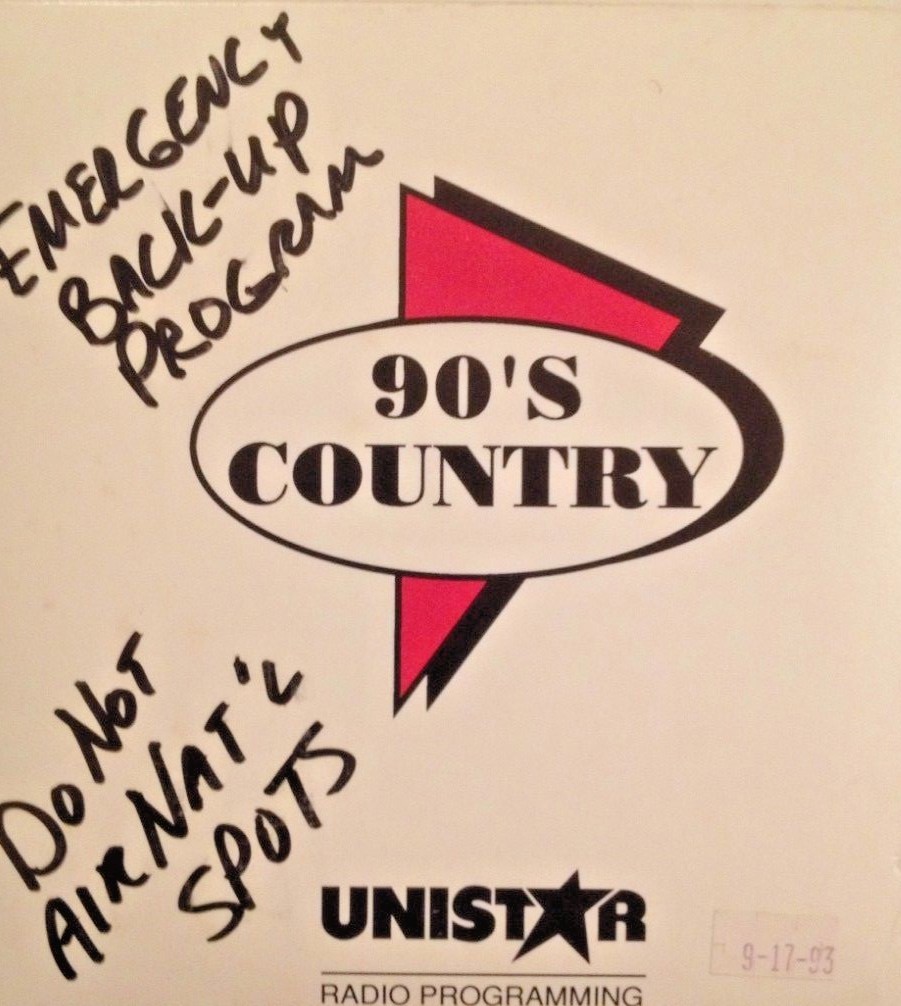 EMERGENCY
BACK-UP
PROGRAM
90'S
COUNTRY
DO NOT
AIR NAT'L
SPOTS
UNISTAR
RADIO PROGRAMMING
9-17-93